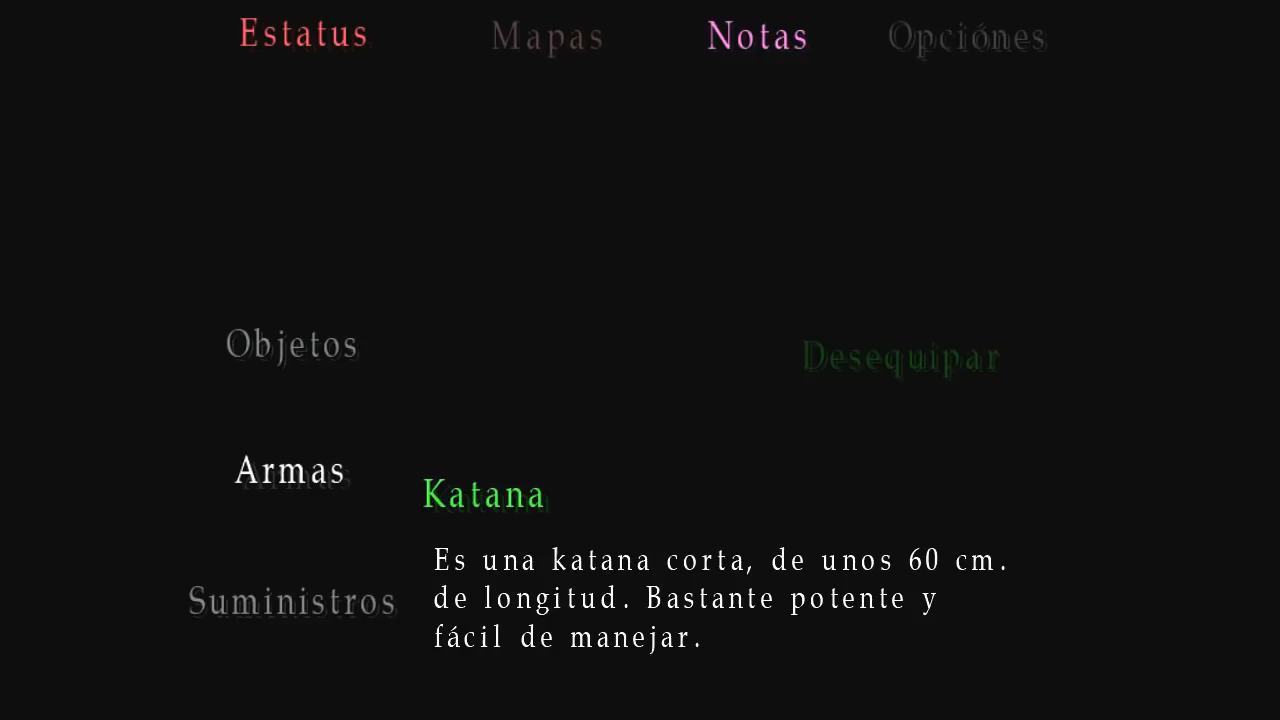 Estatus Mapas Notas Opciónes
Objetos
Desequipar
Armas
Katana
Es una katana corta, de unos 60 cm.
de longitud. Bastante potente y
Suministros
fácil de manejar.